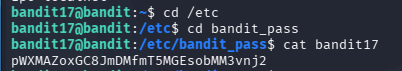 bandit17@bandit:~$ cd /etc
bandit17@bandit:/etc$ cd bandit_pass
bandit17@bandit:/etc/bandit_pass$ cat bandit17
pWXMAZoxGC8JmDMfmT5MGEsobMM3vnj2